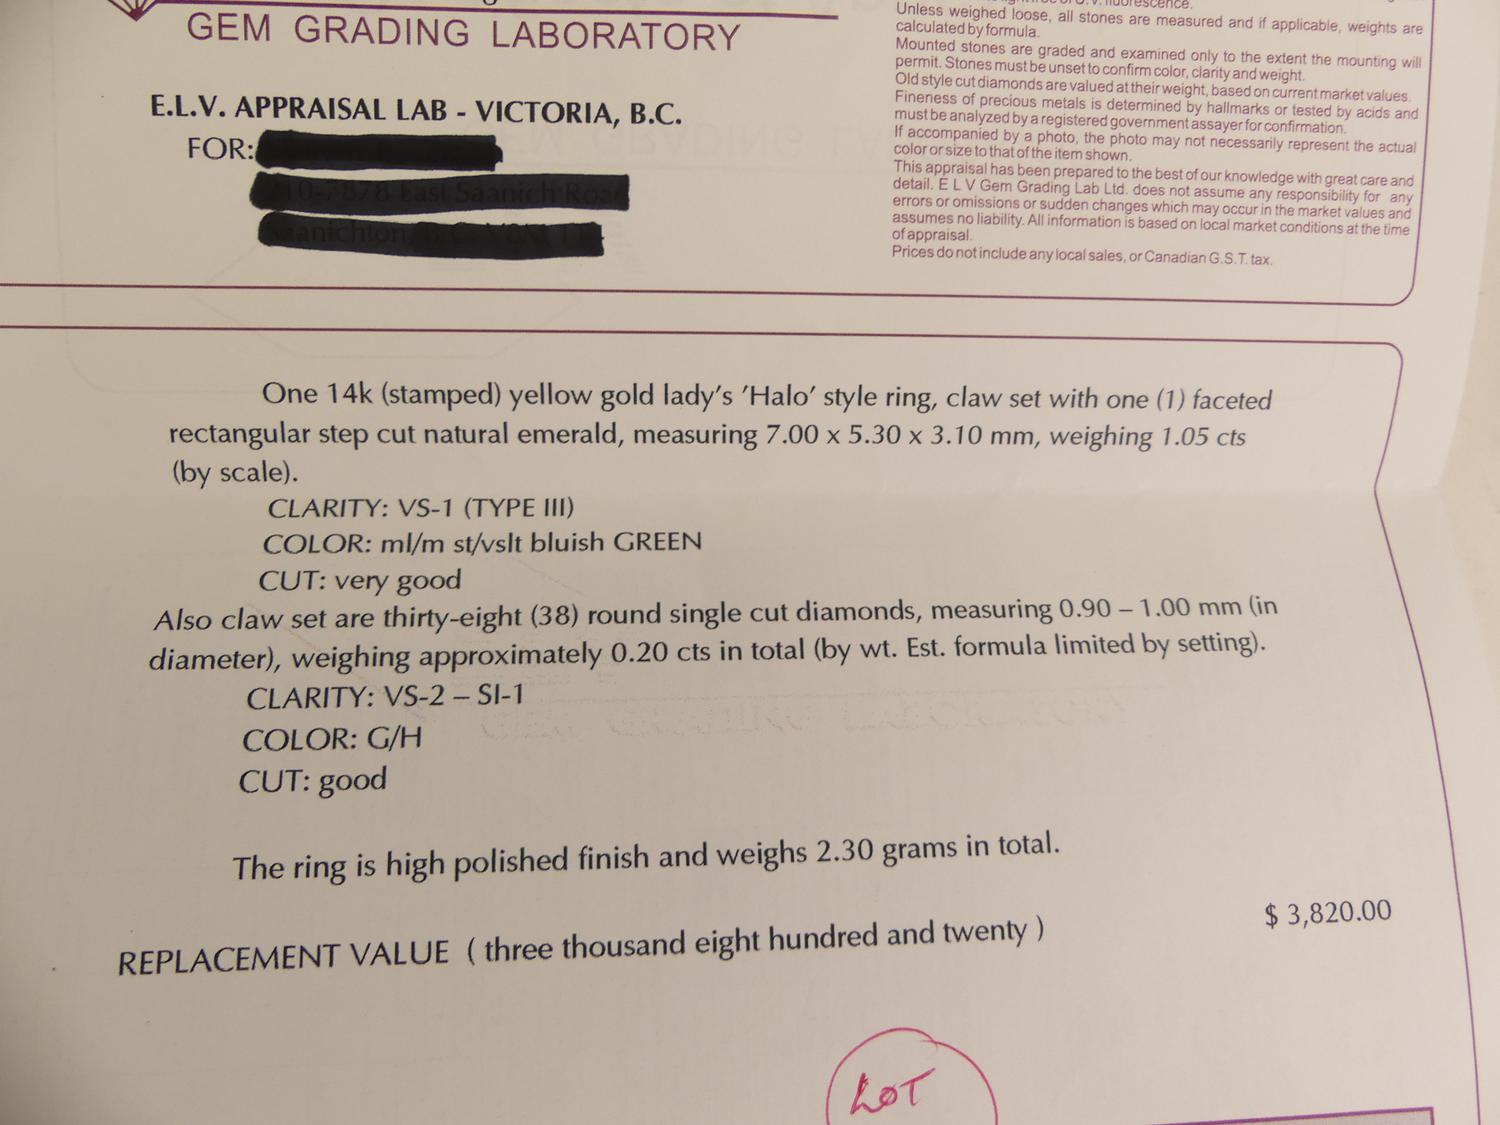 GEM GRADING LABORATORY
E.L.V. APPRAISAL LAB - VICTORIA, B.C.
FOR:
fluorescence.
Unless weighed loose, all stones are measured and if applicable, weights are
calculated by formula.
Mounted stones are graded and examined only to the extent the mounting will
permit. Stones must be unset to confirm color, clarity and weight.
Old style cut diamonds are valued at their weight, based on current market values.
Fineness of precious metals is determined by hallmarks or tested by acids and
must be analyzed by a registered government assayer for confirmation.
If accompanied by a photo, the photo may not necessarily represent the actual
color or size to that of the item shown.
This appraisal has been prepared to the best of our knowledge with great care and
detail. E L V Gem Grading Lab Ltd. does not assume any responsibility for any
errors or omissions or sudden changes which may occur in the market values and
assumes no liability. All information is based on local market conditions at the time
of appraisal.
Prices do not include any local sales, or Canadian G.S.T. tax.
One 14k (stamped) yellow gold lady's 'Halo' style ring, claw set with one (1) faceted
rectangular step cut natural emerald, measuring 7.00 x 5.30 x 3.10 mm, weighing 1.05 cts
(by scale).
CLARITY: VS-1 (TYPE III)
COLOR: ml/m st/vslt bluish GREEN
CUT: very good
Also claw set are thirty-eight (38) round single cut diamonds, measuring 0.90 – 1.00 mm (in
diameter), weighing approximately 0.20 cts in total (by wt. Est. formula limited by setting).
CLARITY: VS-2 – SI-1
COLOR: G/H
CUT: good
The ring is high polished finish and weighs 2.30 grams in total.
REPLACEMENT VALUE ( three thousand eight hundred and twenty ) $ 3,820.00
LOT